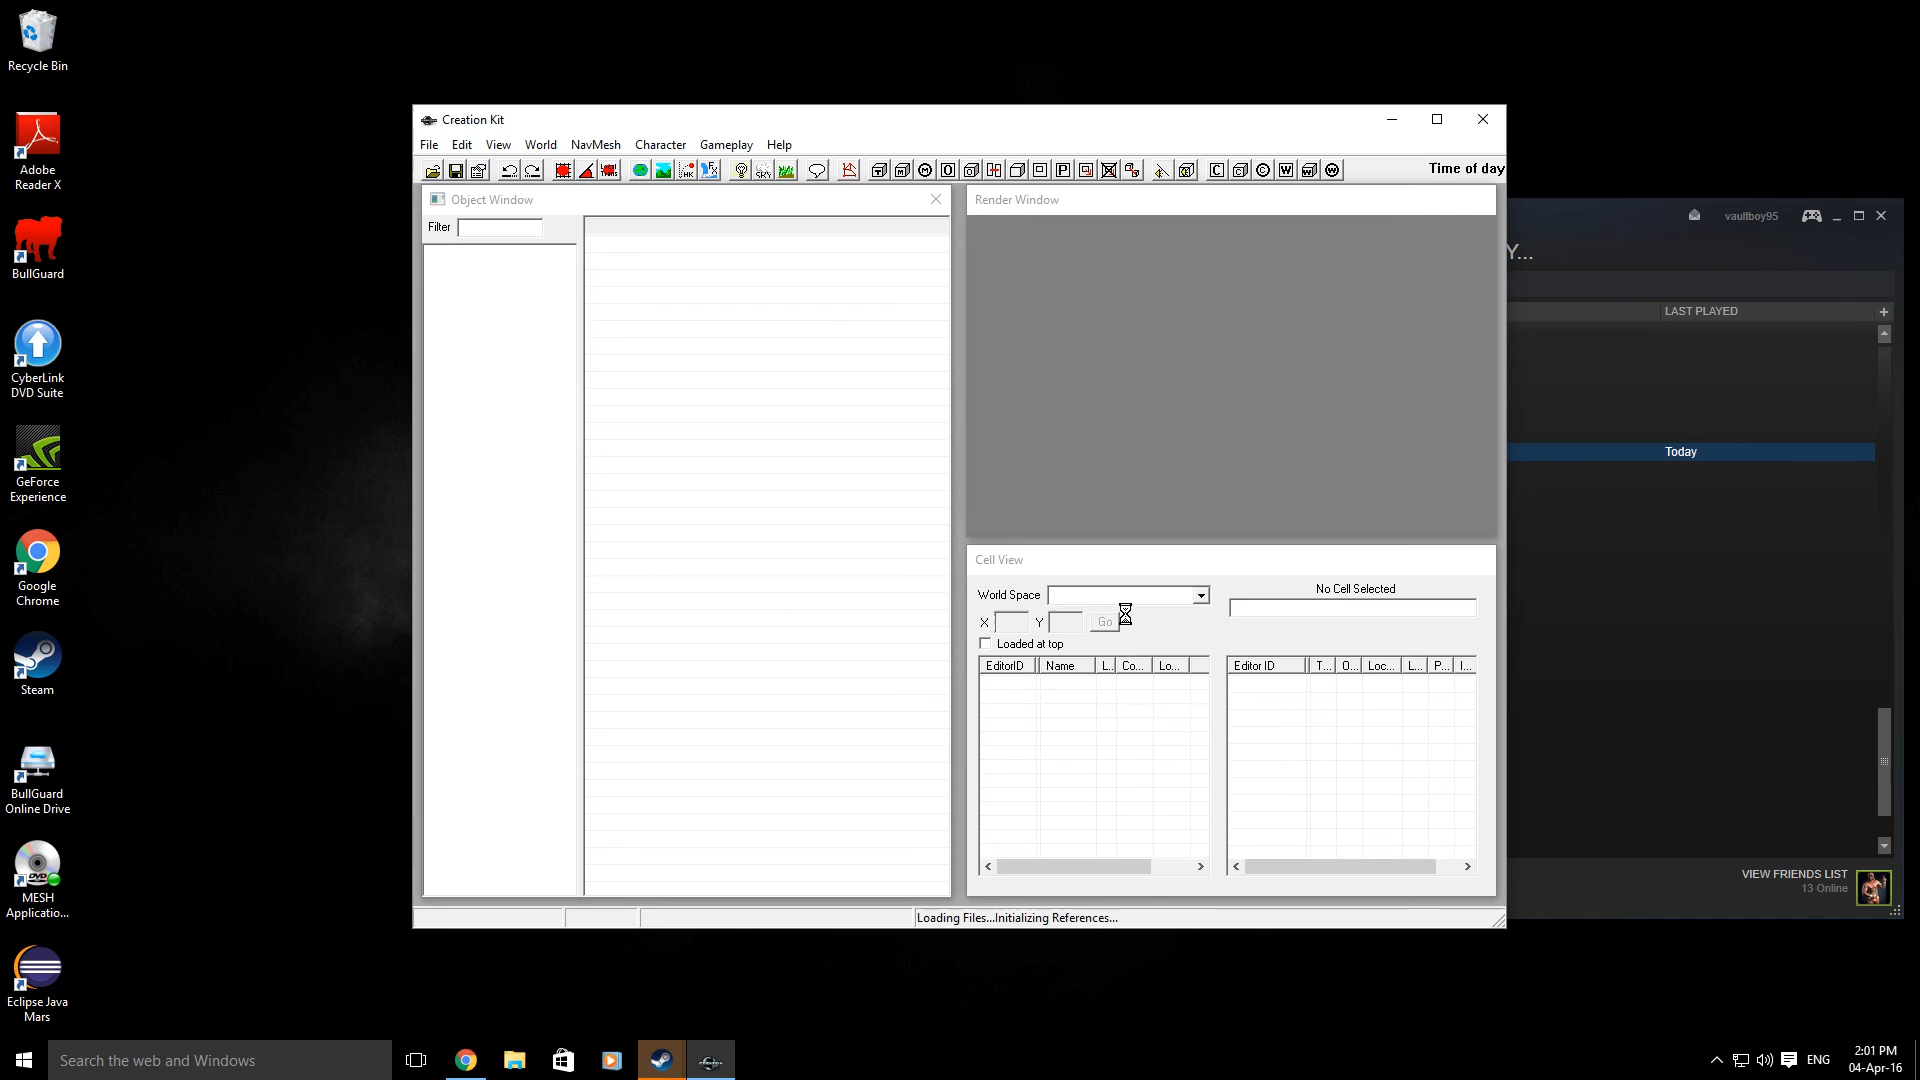 Recycle Bin
Adobe
Reader X
BullGuard
CyberLink
DVD Suite
GeForce
Experience
Google
Chrome
Steam
BullGuard
Online Drive
MESH
Applicatio...
Eclipse Java
Mars
Creation Kit
File Edit View World NavMesh Character Gameplay Help
Time of day
Object Window
Filter
Render Window
Cell View
World Space
No Cell Selected
X Y Go
Loaded at top
EditorID Name L... Co... Lo...
Editor ID T... O... Loc... L... P... I...
Loading Files...Initializing References...
vaultboy95
Y...
LAST PLAYED +
Today
VIEW FRIENDS LIST
13 Online
Search the web and Windows
ENG
2:01 PM
04-Apr-16